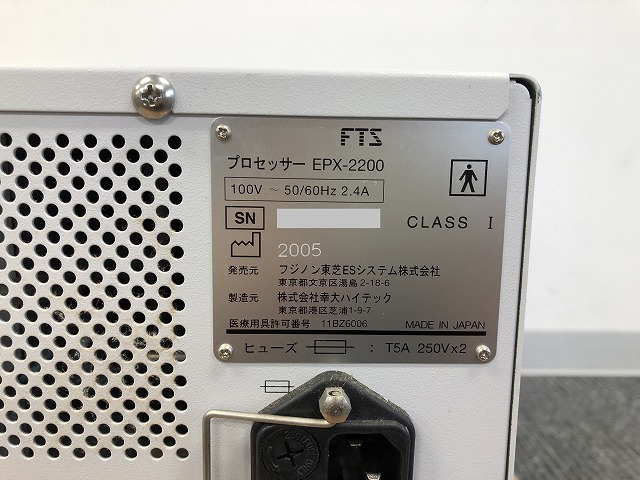 FTS
プロセッサー EPX-2200
100V ~ 50/60Hz 2.4A
SN
CLASS I
2005
発売元 フジノン東芝ESシステム株式会社
東京都文京区湯島2-18-6
製造元 株式会社幸大ハイテック
東京都港区芝浦1-9-7
医療用具許可番号 11BZ6006 MADE IN JAPAN
ヒューズ : T5A 250V×2